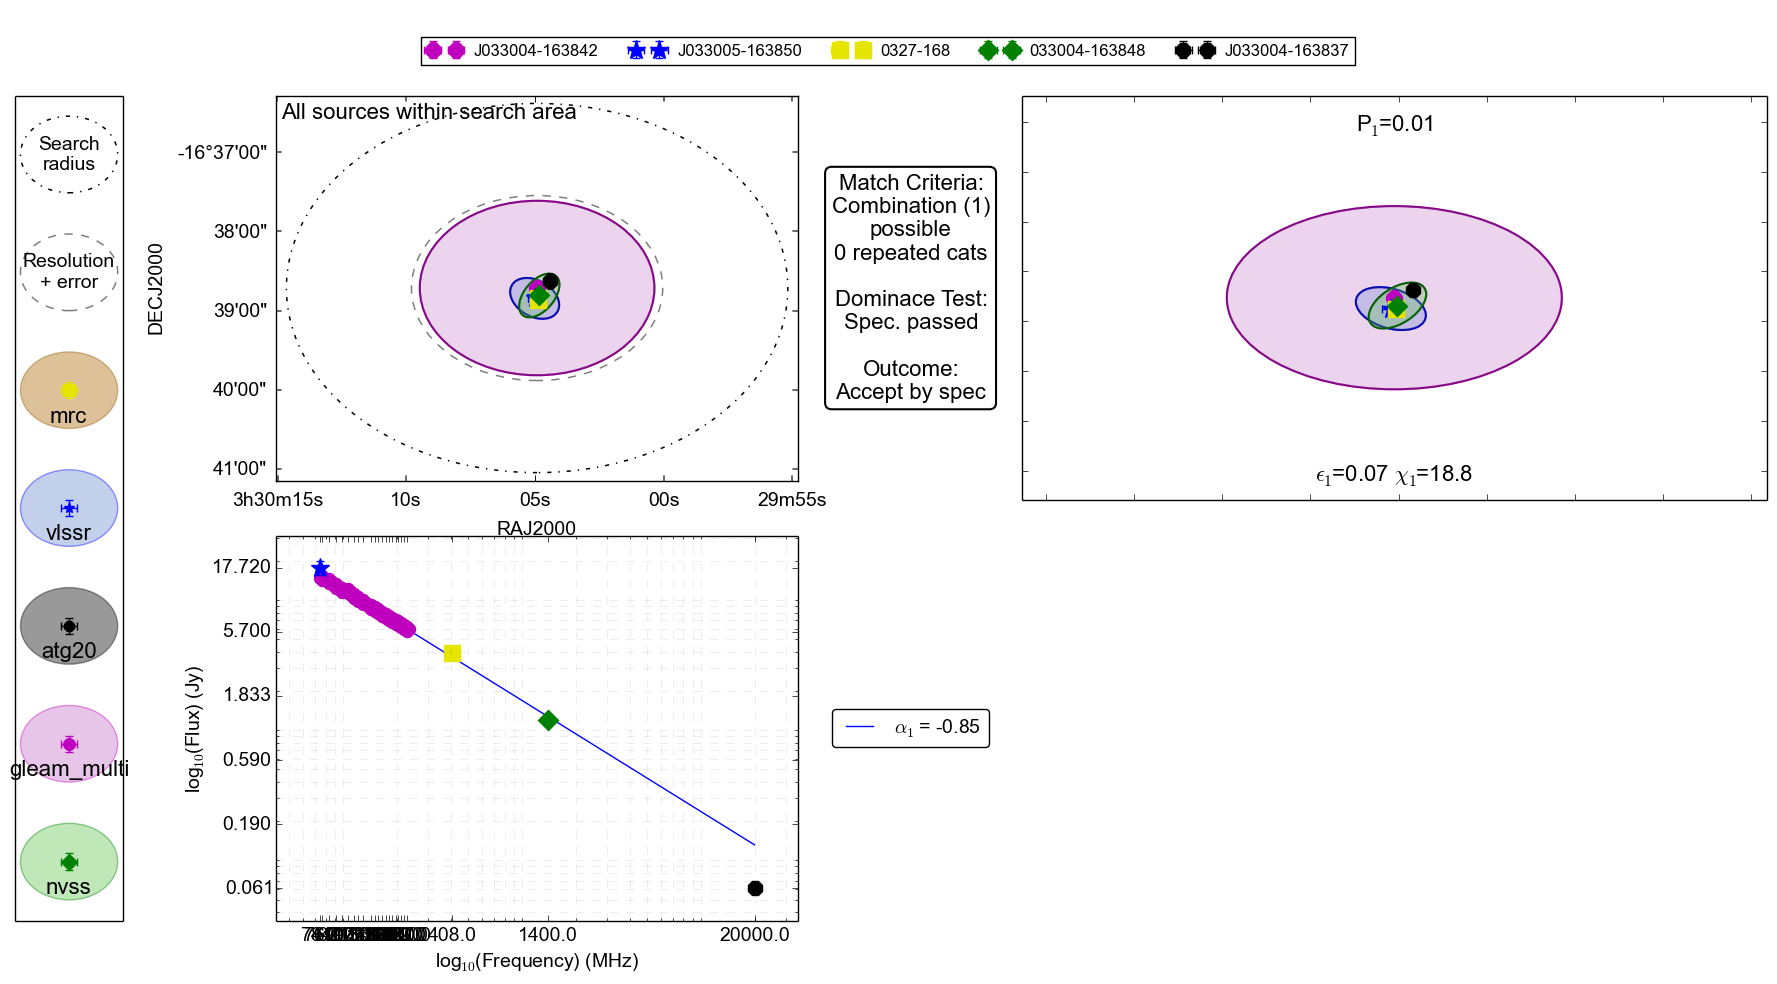 J033004-163842 J033005-163850 0327-168 033004-163848 J033004-163837
Search
radius
Resolution
+ error
mrc
vlssr
atg20
gleam_multi
nvss
All sources within search area
DECJ2000
-16°37'00"
38'00"
39'00"
40'00"
41'00"
3h30m15s 10s 05s 00s 29m55s
RAJ2000
Match Criteria:
Combination (1)
possible
0 repeated cats
Dominace Test:
Spec. passed
Outcome:
Accept by spec
P₁=0.01
ϵ₁=0.07 χ₁=18.8
log₁₀(Flux) (Jy)
17.720
5.700
1.833
0.590
0.190
0.061
408.0 1400.0 20000.0
log₁₀(Frequency) (MHz)
α₁ = -0.85